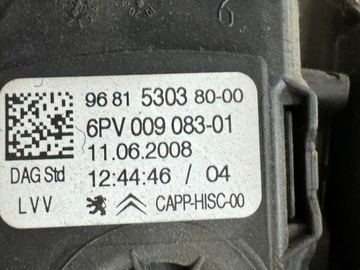 96 81 5303 80-00
6PV 009 083-01
11.06.2008
DAG Std 12:44:46 / 04
LVV CAPP-HISC-00